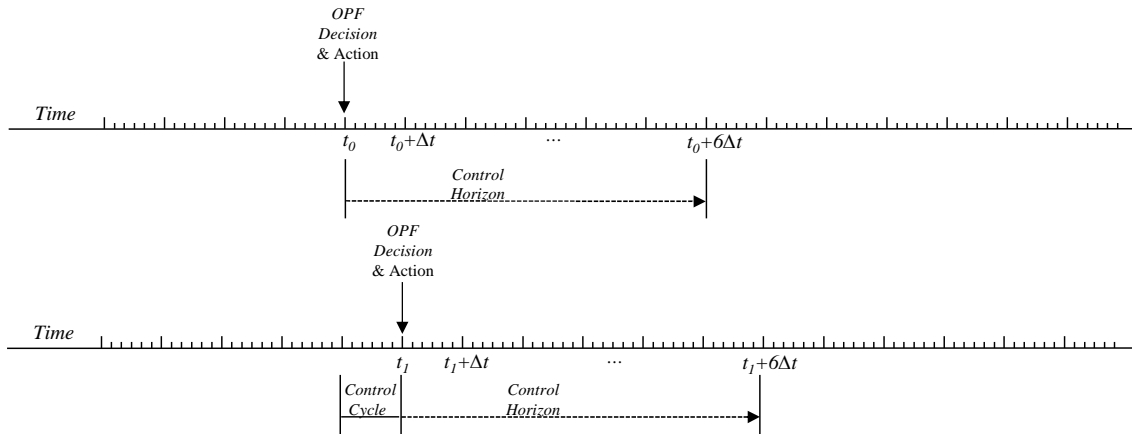 OPF
Decision
& Action
Time
t0 t0+Δt ... t0+6Δt
Control
Horizon
OPF
Decision
& Action
Time
t1 t1+Δt ... t1+6Δt
Control
Cycle
Control
Horizon